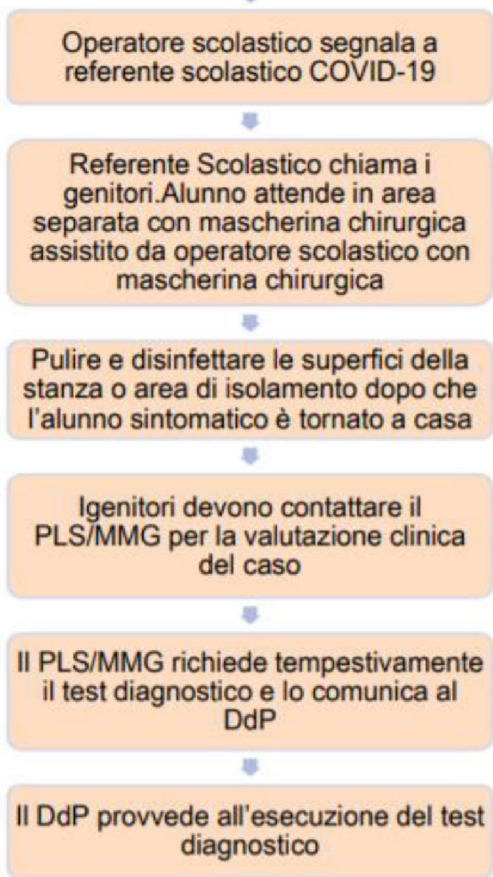 Operatore scolastico segnala a
referente scolastico COVID-19
Referente Scolastico chiama i
genitori.Alunno attende in area
separata con mascherina chirurgica
assistito da operatore scolastico con
mascherina chirurgica
Pulire e disinfettare le superfici della
stanza o area di isolamento dopo che
l'alunno sintomatico è tornato a casa
Igenitori devono contattare il
PLS/MMG per la valutazione clinica
del caso
Il PLS/MMG richiede tempestivamente
il test diagnostico e lo comunica al
DdP
Il DdP provvede all'esecuzione del test
diagnostico